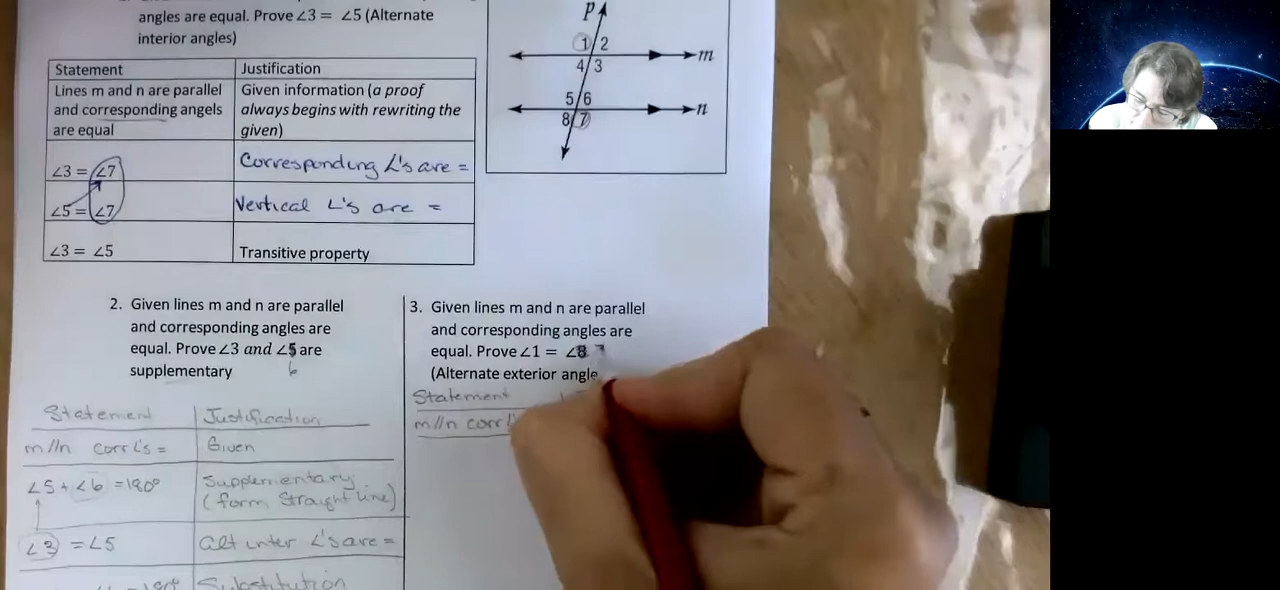 angles are equal. Prove ∠3 = ∠5 (Alternate
interior angles)
Statement Justification
Lines m and n are parallel
and corresponding angels
are equal
Given information (a proof
always begins with rewriting the
given)
∠3 = ∠7 Corresponding ∠'s are =
∠5 = ∠7 Vertical ∠'s are =
∠3 = ∠5 Transitive property
P
1 2
m
4 3
5 6
n
8 7
2. Given lines m and n are parallel
and corresponding angles are
equal. Prove ∠3 and ∠5 are
supplementary 6
Statement Justification
m//n corr ∠'s = Given
∠5 + ∠6 = 180° Supplementary
(form straight line)
∠3 = ∠5 alt inter ∠'s are =
Substitution
3. Given lines m and n are parallel
and corresponding angles are
equal. Prove ∠1 = ∠8 7
(Alternate exterior angle
Statement
m//n corr